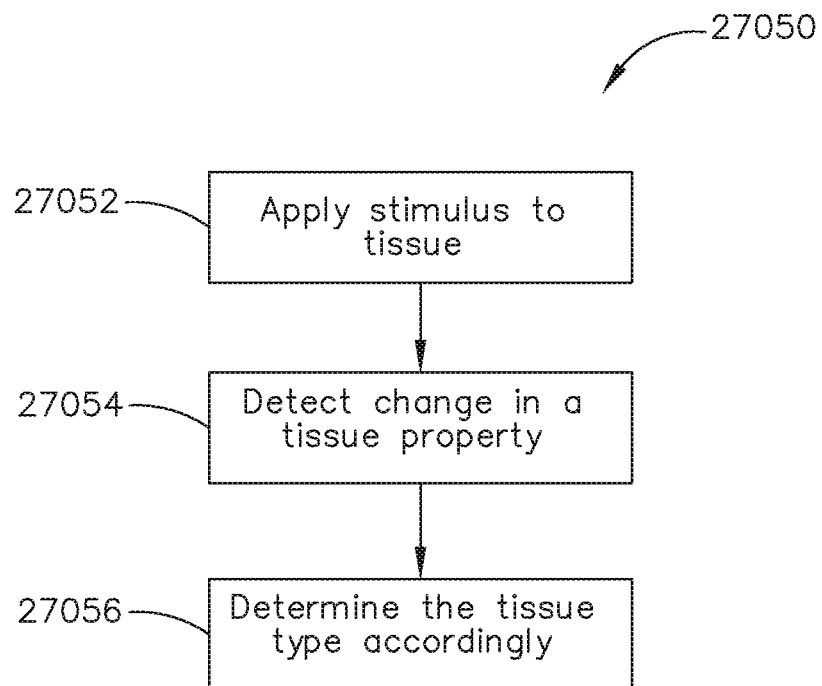 27050
27052
Apply stimulus to
tissue
27054
Detect change in a
tissue property
27056
Determine the tissue
type accordingly